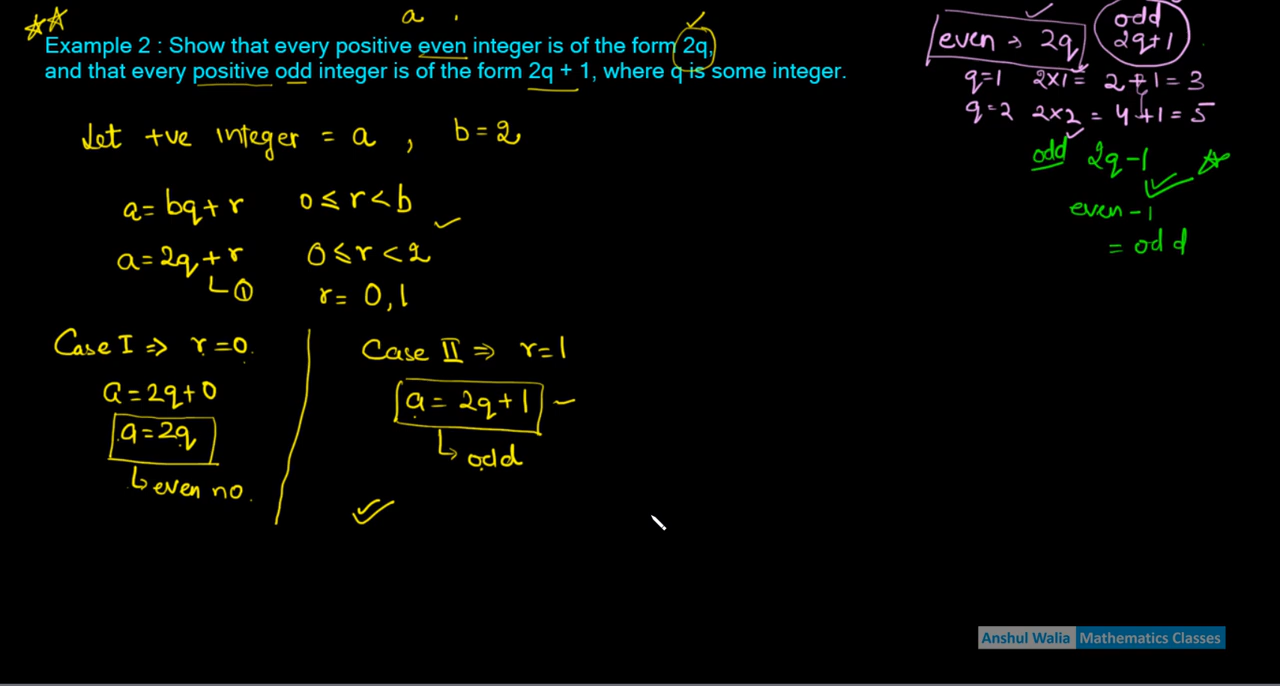 a .
Example 2 : Show that every positive even integer is of the form 2q,
and that every positive odd integer is of the form 2q + 1, where q is some integer.
Let +ve integer = a , b = 2
a = bq + r 0 ≤ r < b
a = 2q + r 0 ≤ r < 2
① r = 0, 1
Case I ⇒ r = 0.
a = 2q + 0
a = 2q
↳ even no.
Case II ⇒ r = 1
a = 2q + 1
↳ odd
even → 2q
odd
2q+1
q=1 2×1 = 2+1 = 3
q=2 2×2 = 4+1 = 5
odd 2q-1
even - 1
= odd
Anshul Walia Mathematics Classes